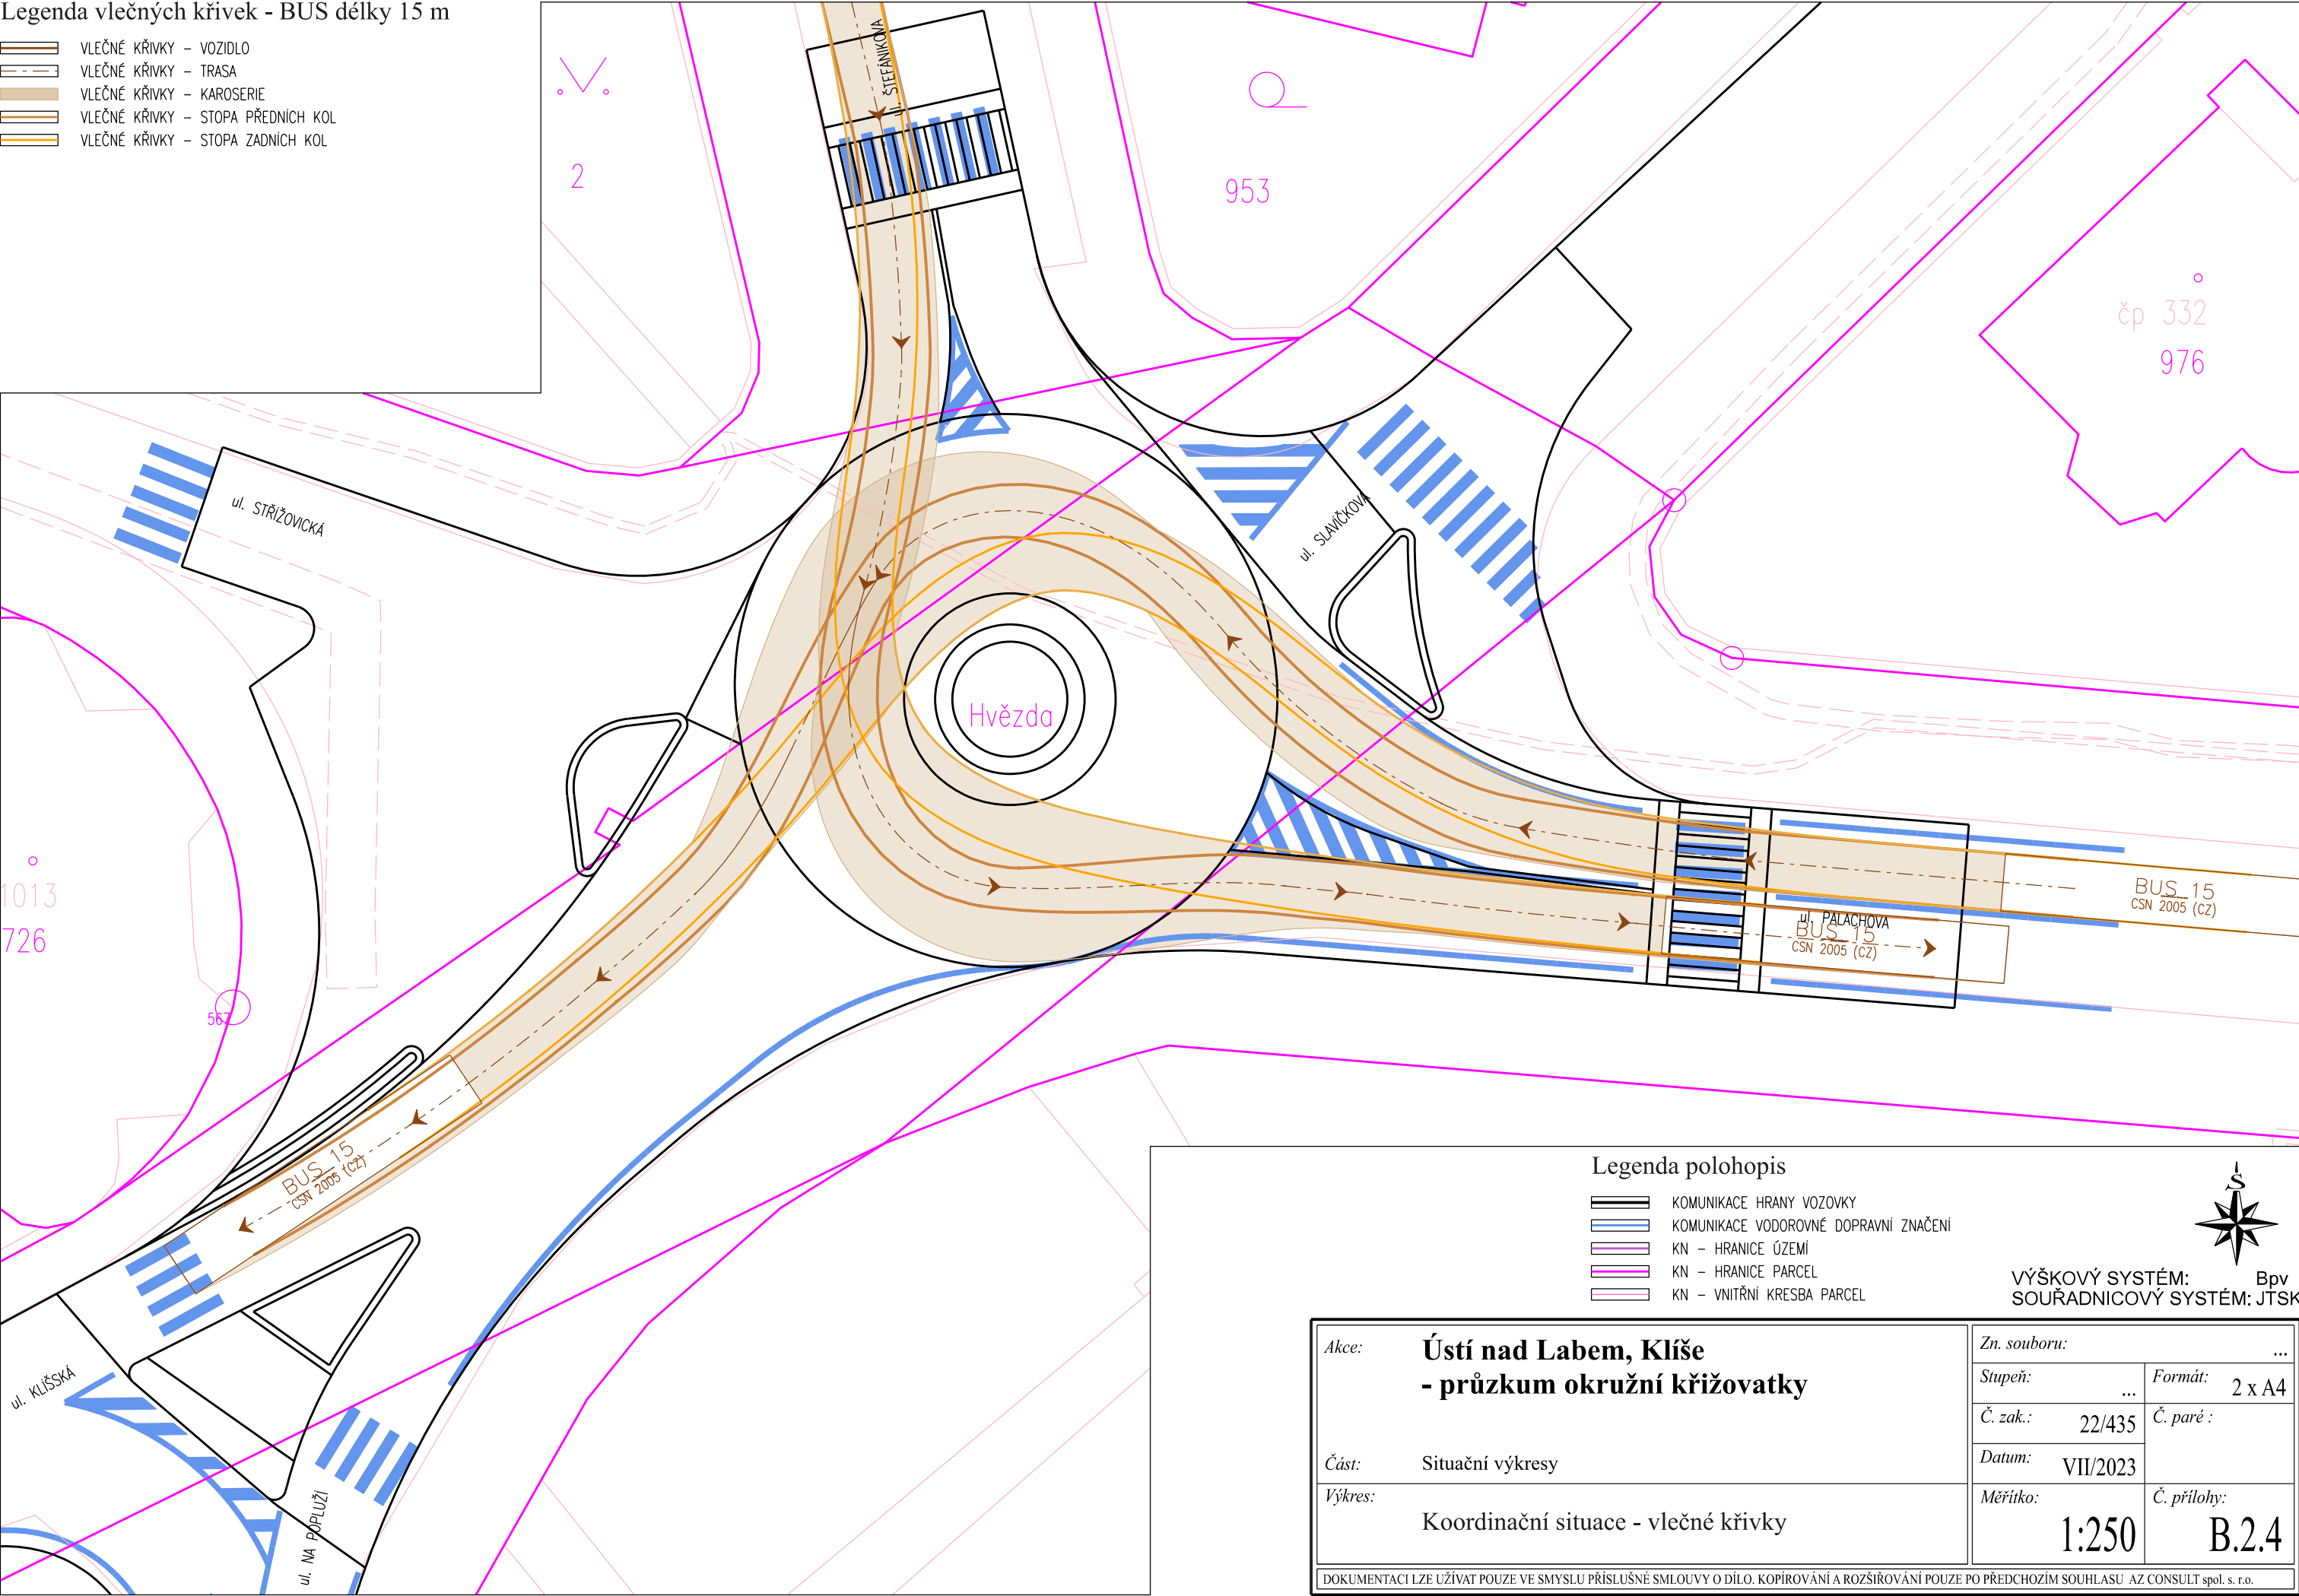 Legenda vlečných křivek - BUS délky 15 m
VLEČNÉ KŘIVKY – VOZIDLO
VLEČNÉ KŘIVKY – TRASA
VLEČNÉ KŘIVKY – KAROSERIE
VLEČNÉ KŘIVKY – STOPA PŘEDNÍCH KOL
VLEČNÉ KŘIVKY – STOPA ZADNÍCH KOL
ul. ŠTEFÁNIKOVA
2
953
čp 332
976
ul. STŘIŽOVICKÁ
ul. SLAVÍČKOVA
Hvězda
1013
726
567
BUS 15
CSN 2005 (CZ)
ul. PALACHOVA
BUS 15
CSN 2005 (CZ)
BUS 15
CSN 2005 (CZ)
ul. KLÍŠSKÁ
ul. NA POPLUŽÍ
Legenda polohopis
KOMUNIKACE HRANY VOZOVKY
KOMUNIKACE VODOROVNÉ DOPRAVNÍ ZNAČENÍ
KN – HRANICE ÚZEMÍ
KN – HRANICE PARCEL
KN – VNITŘNÍ KRESBA PARCEL
S
VÝŠKOVÝ SYSTÉM: Bpv
SOUŘADNICOVÝ SYSTÉM: JTSK
Akce: Ústí nad Labem, Klíše
- průzkum okružní křižovatky
Část: Situační výkresy
Výkres:
Koordinační situace - vlečné křivky
Zn. souboru: ...
Stupeň: ...
Formát: 2 x A4
Č. zak.: 22/435
Č. paré :
Datum: VII/2023
Měřítko: 1:250
Č. přílohy: B.2.4
DOKUMENTACI LZE UŽÍVAT POUZE VE SMYSLU PŘÍSLUŠNÉ SMLOUVY O DÍLO. KOPÍROVÁNÍ A ROZŠIŘOVÁNÍ POUZE PO PŘEDCHOZÍM SOUHLASU AZ CONSULT spol. s. r.o.